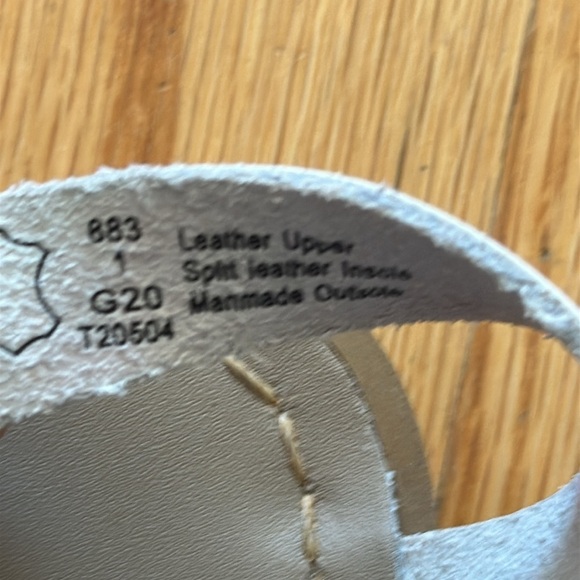 883
1
G20
T20504
Leather Upper
Split leather Insole
Manmade Outsole